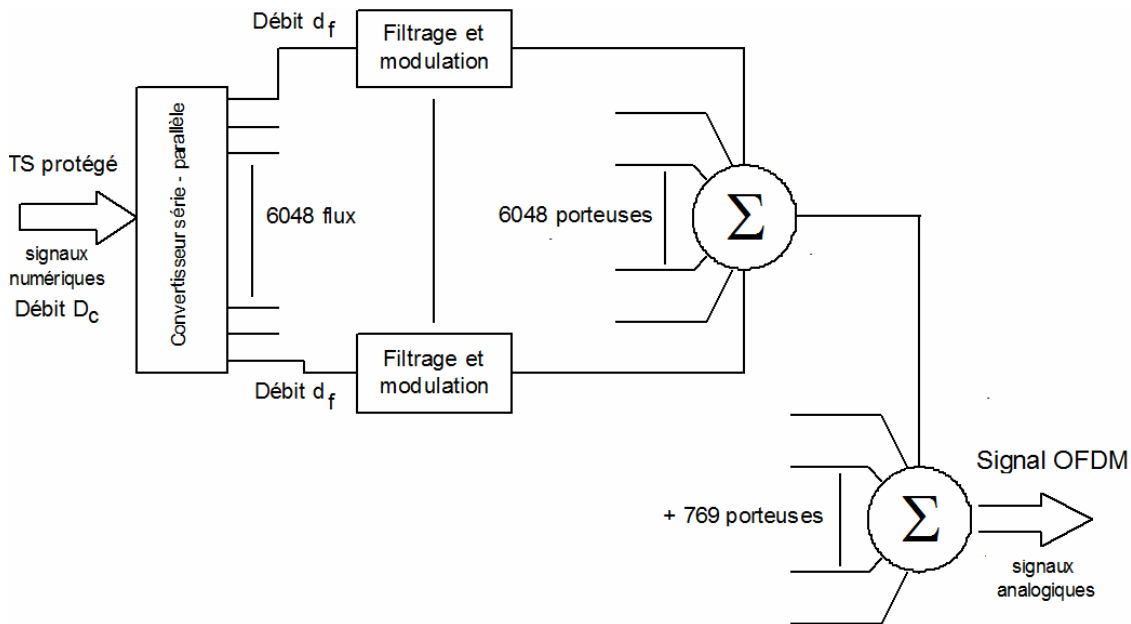 Débit df
Filtrage et
modulation
Convertisseur série - parallèle
TS protégé
signaux
numériques
Débit Dc
6048 flux
6048 porteuses
Σ
Débit df
Filtrage et
modulation
+ 769 porteuses
Σ
Signal OFDM
signaux
analogiques